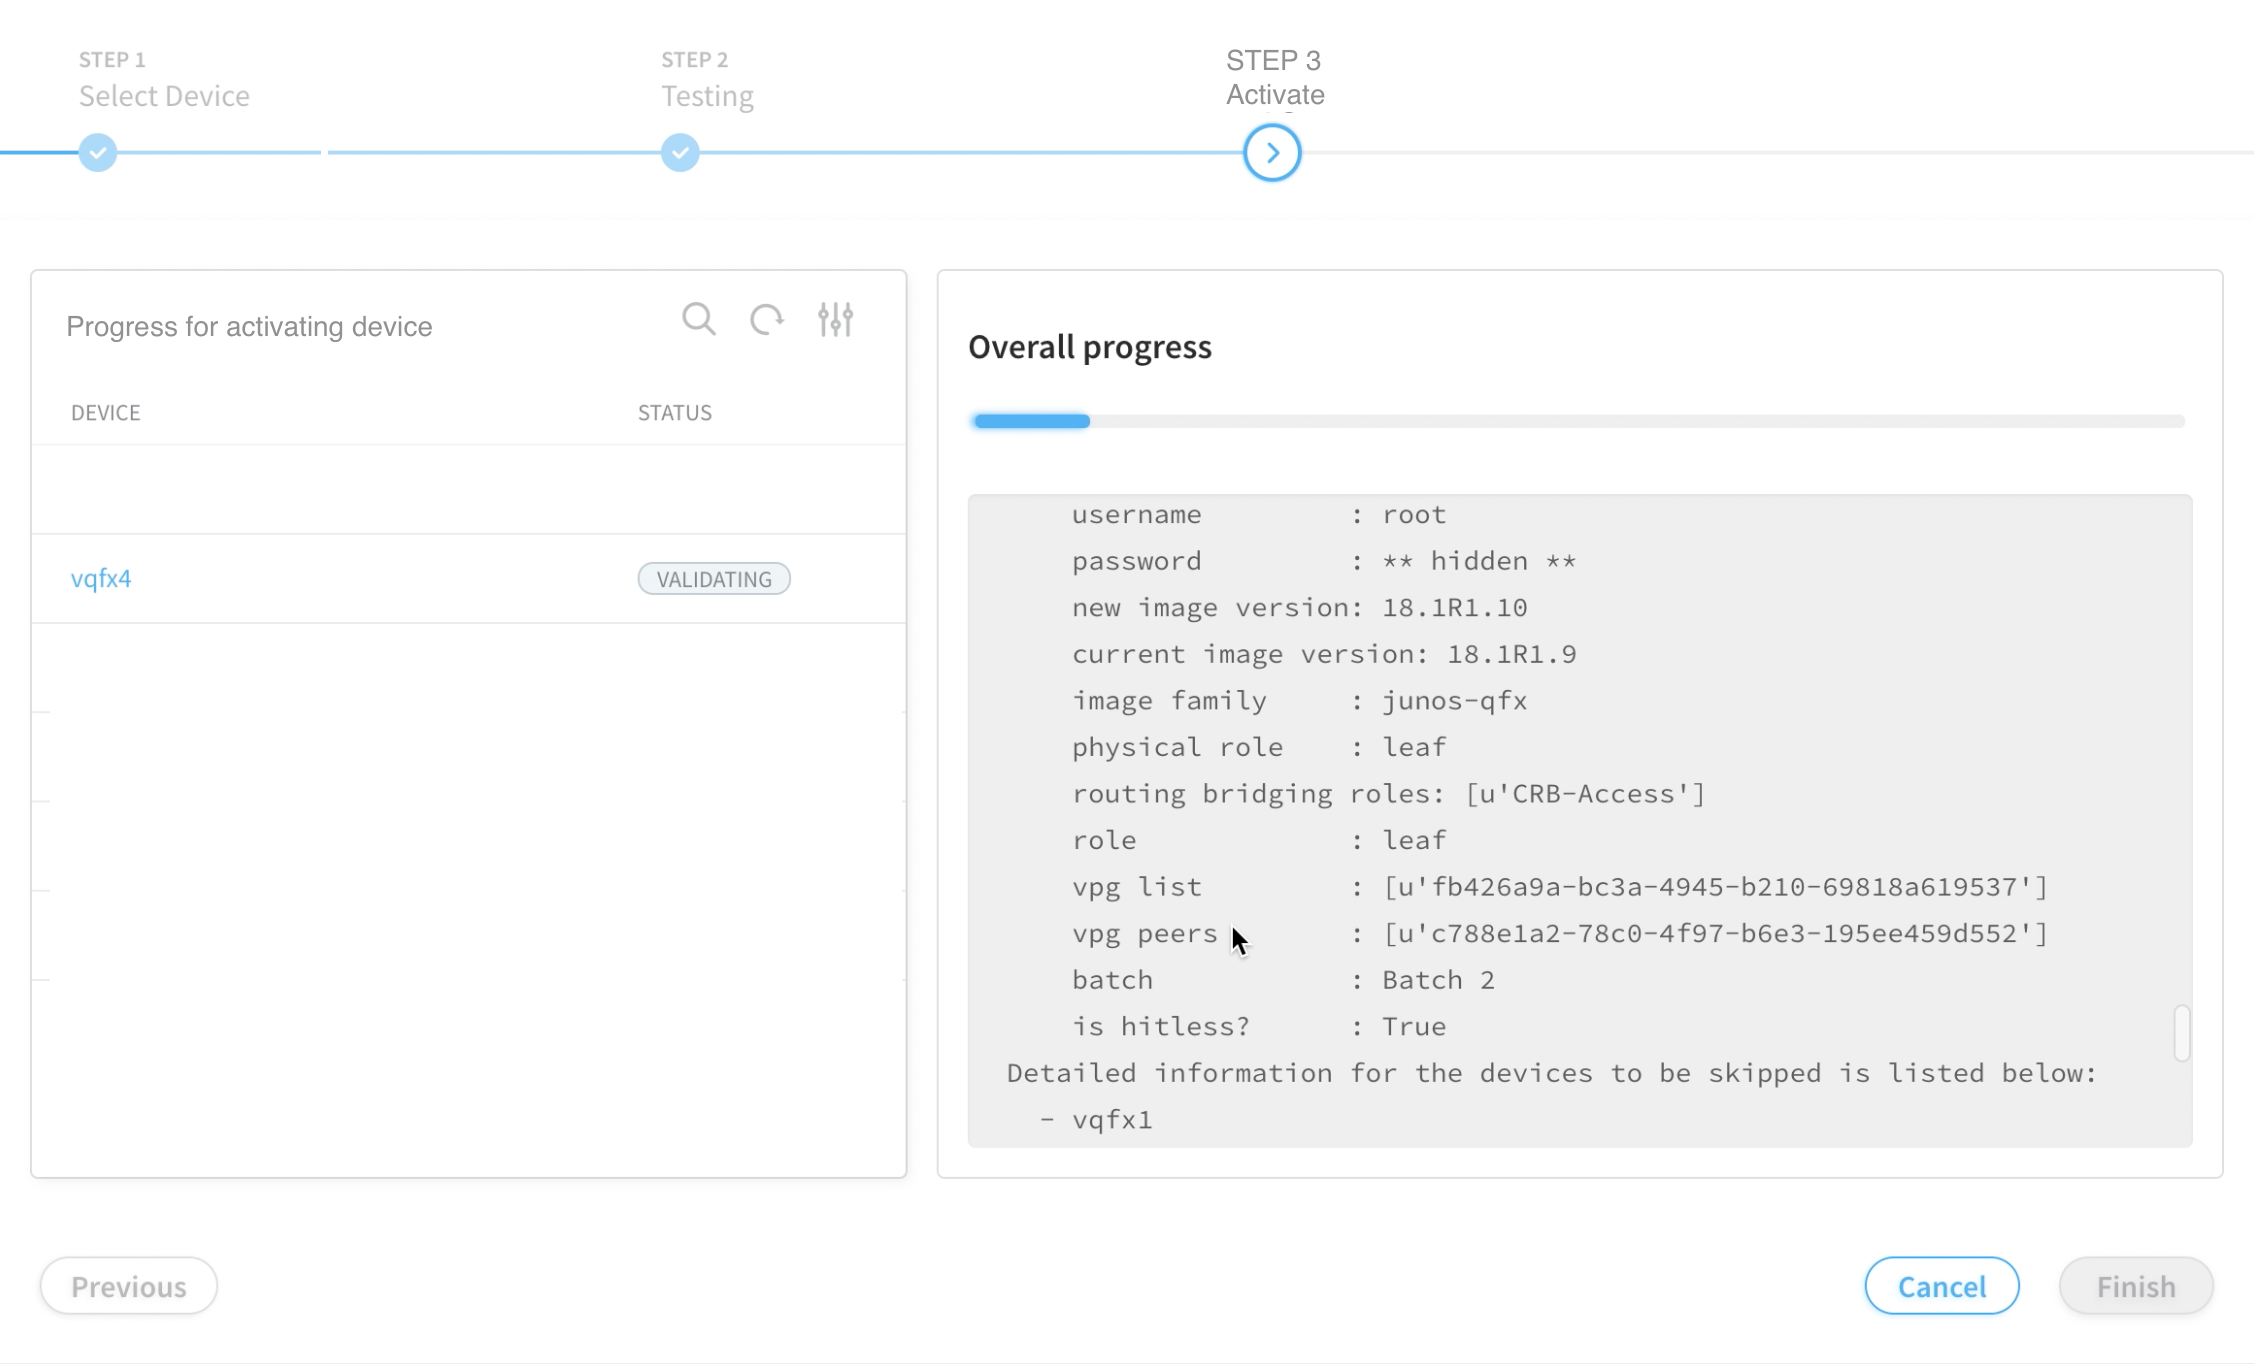 STEP 1
Select Device
STEP 2
Testing
STEP 3
Activate
Progress for activating device
DEVICE STATUS
vqfx4 VALIDATING
Overall progress
username : root
password : ** hidden **
new image version: 18.1R1.10
current image version: 18.1R1.9
image family : junos-qfx
physical role : leaf
routing bridging roles: [u'CRB-Access']
role : leaf
vpg list : [u'fb426a9a-bc3a-4945-b210-69818a619537']
vpg peers : [u'c788e1a2-78c0-4f97-b6e3-195ee459d552']
batch : Batch 2
is hitless? : True
Detailed information for the devices to be skipped is listed below:
- vqfx1
Previous
Cancel
Finish